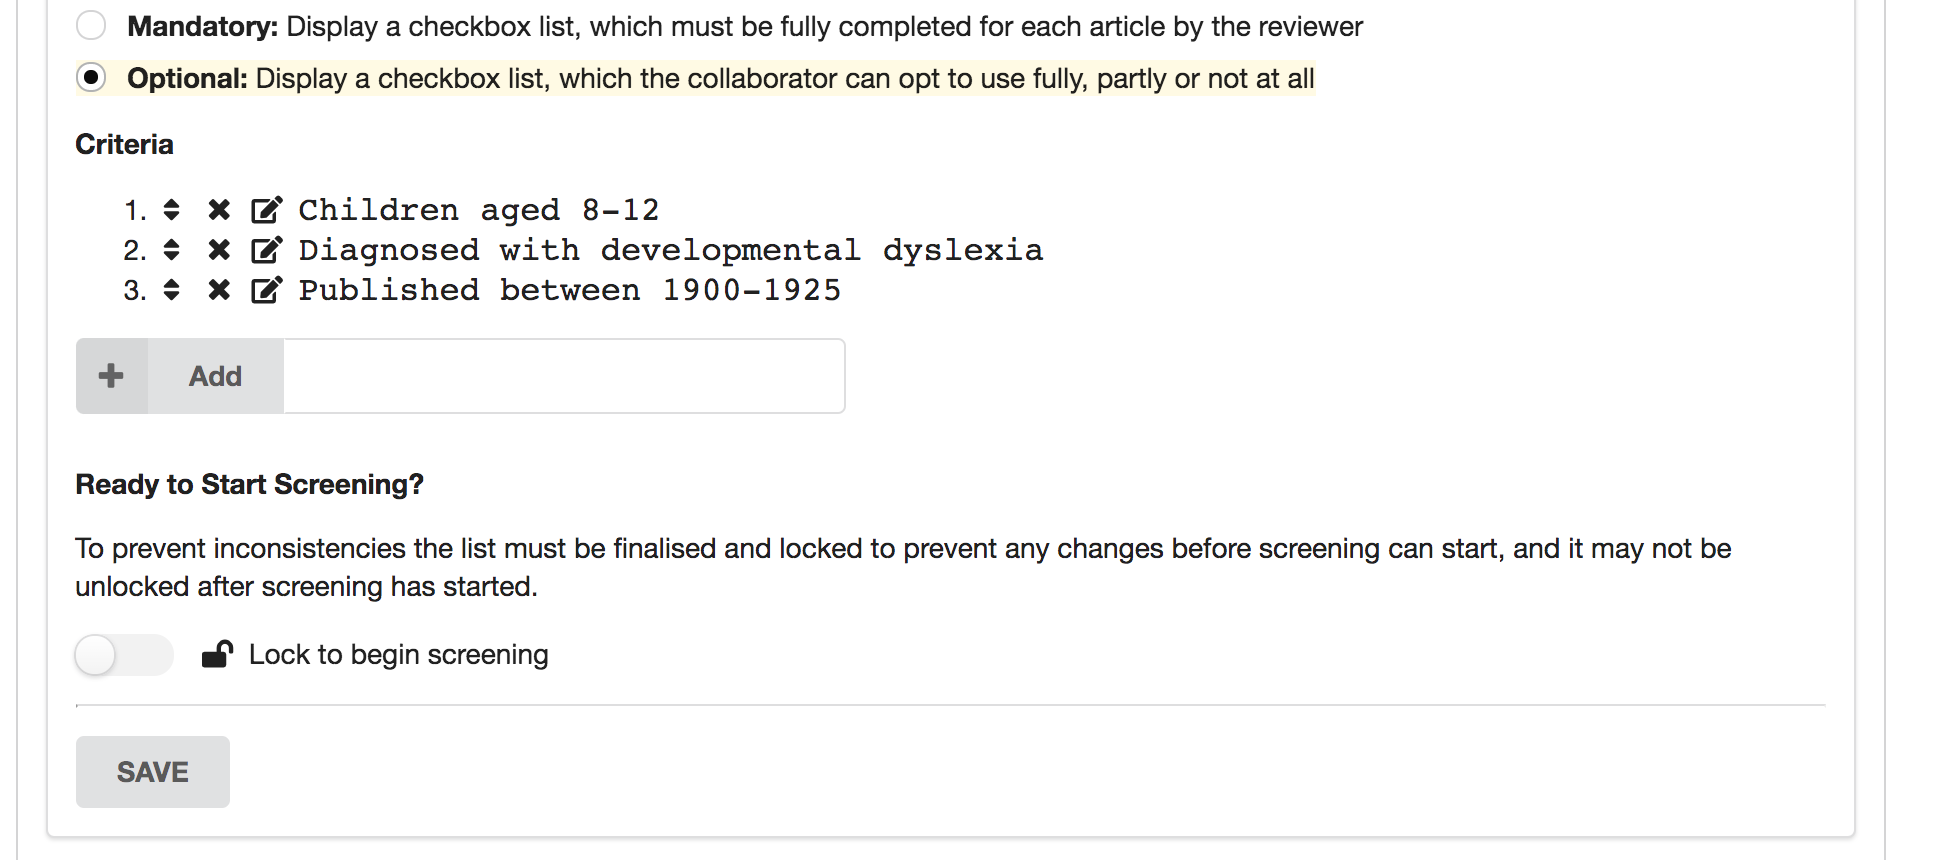 Mandatory: Display a checkbox list, which must be fully completed for each article by the reviewer
Optional: Display a checkbox list, which the collaborator can opt to use fully, partly or not at all
Criteria
1. Children aged 8-12
2. Diagnosed with developmental dyslexia
3. Published between 1900-1925
Add
Ready to Start Screening?
To prevent inconsistencies the list must be finalised and locked to prevent any changes before screening can start, and it may not be
unlocked after screening has started.
Lock to begin screening
SAVE